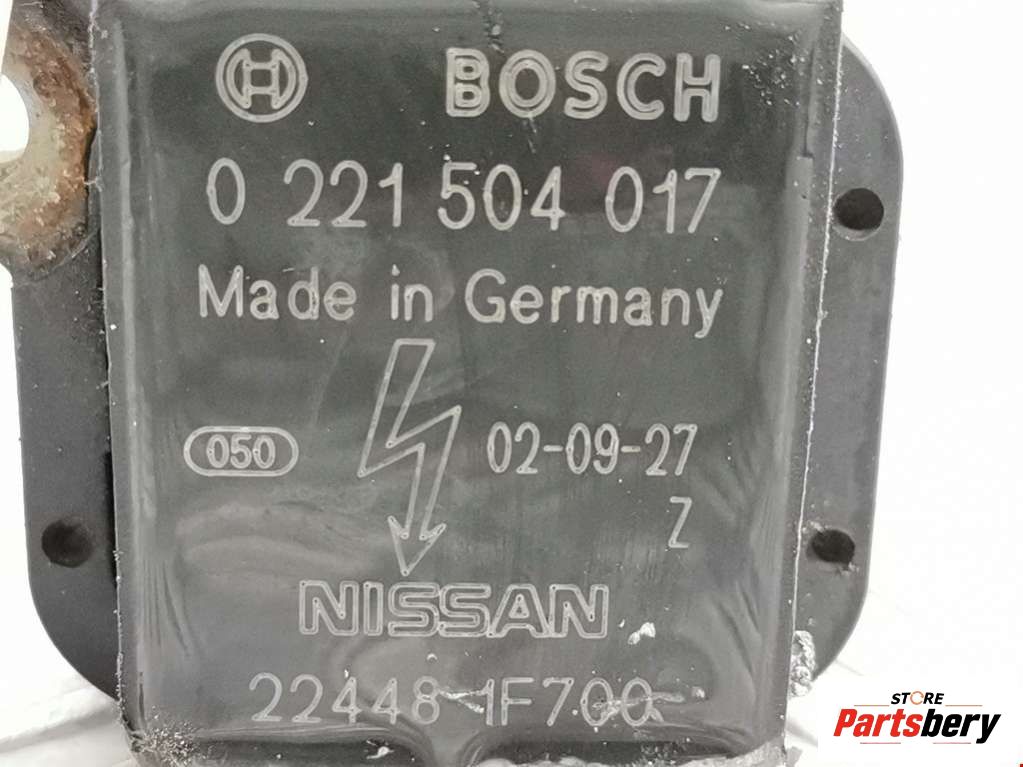 BOSCH
0 221 504 017
Made in Germany
050 02-09-27
Z
NISSAN
22448 1F700
STORE
Partsbery